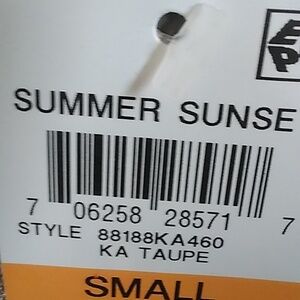 E
P
SUMMER SUNSE
7 06258 28571 7
STYLE 88188KA460
KA TAUPE
SMALL